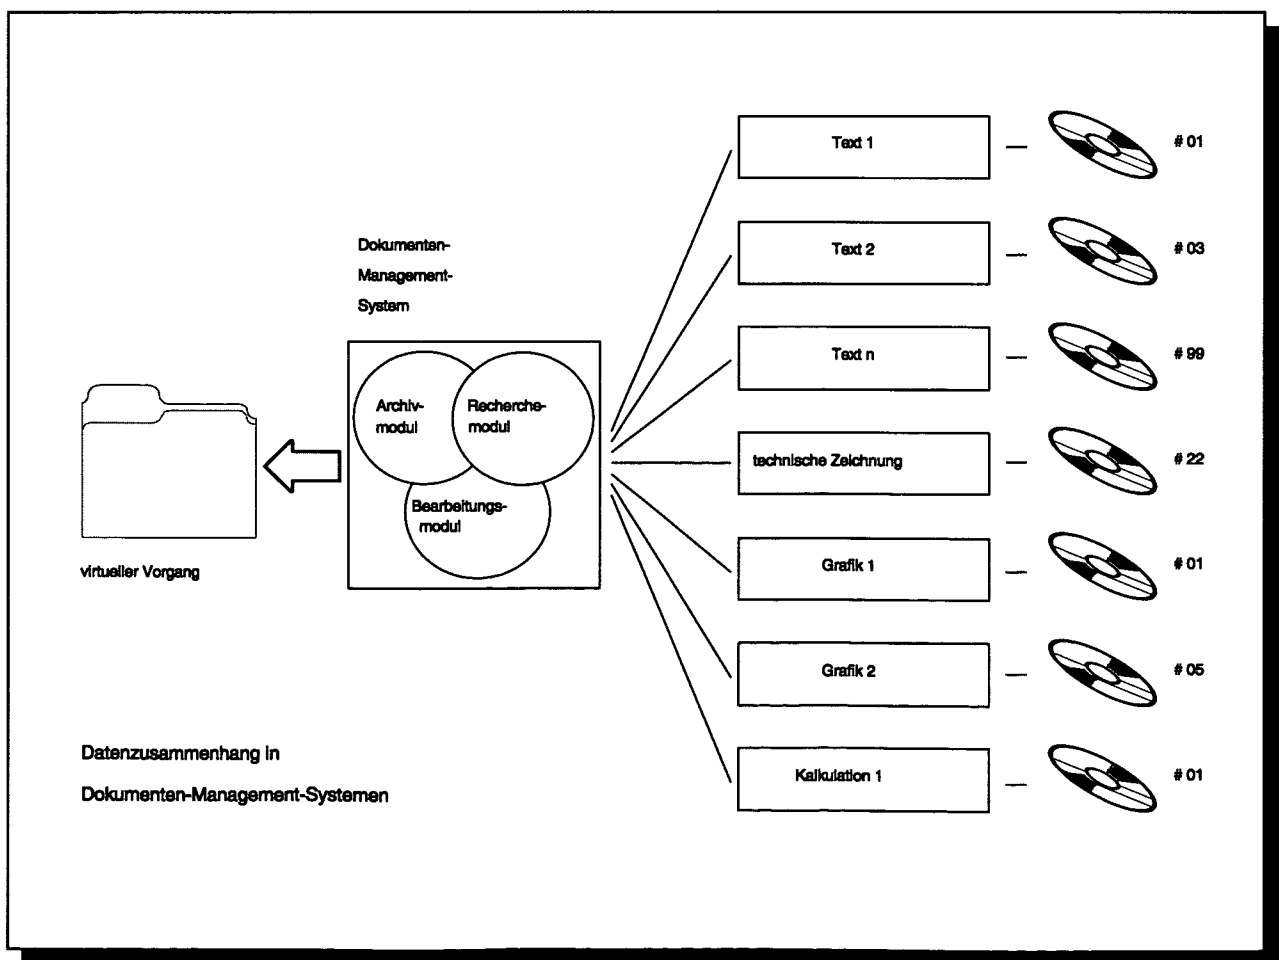 Text 1
# 01
Text 2
# 03
Text n
# 99
technische Zeichnung
# 22
Grafik 1
# 01
Grafik 2
# 05
Kalkulation 1
# 01
Dokumenten-
Management-
System
Archiv-
modul
Recherche-
modul
Bearbeitungs-
modul
virtueller Vorgang
Datenzusammenhang in
Dokumenten-Management-Systemen